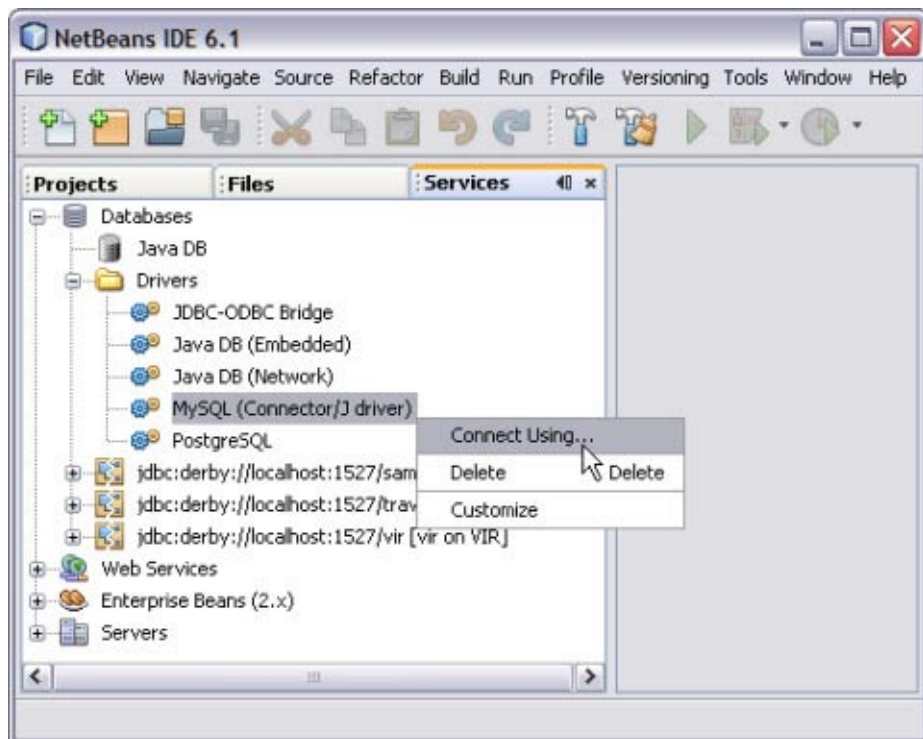 NetBeans IDE 6.1
File Edit View Navigate Source Refactor Build Run Profile Versioning Tools Window Help
Projects Files Services
Databases
Java DB
Drivers
JDBC-ODBC Bridge
Java DB (Embedded)
Java DB (Network)
MySQL (Connector/J driver)
PostgreSQL
Connect Using...
Delete Delete
Customize
jdbc:derby://localhost:1527/sam
jdbc:derby://localhost:1527/trav
jdbc:derby://localhost:1527/vir [vir on VIR]
Web Services
Enterprise Beans (2.x)
Servers